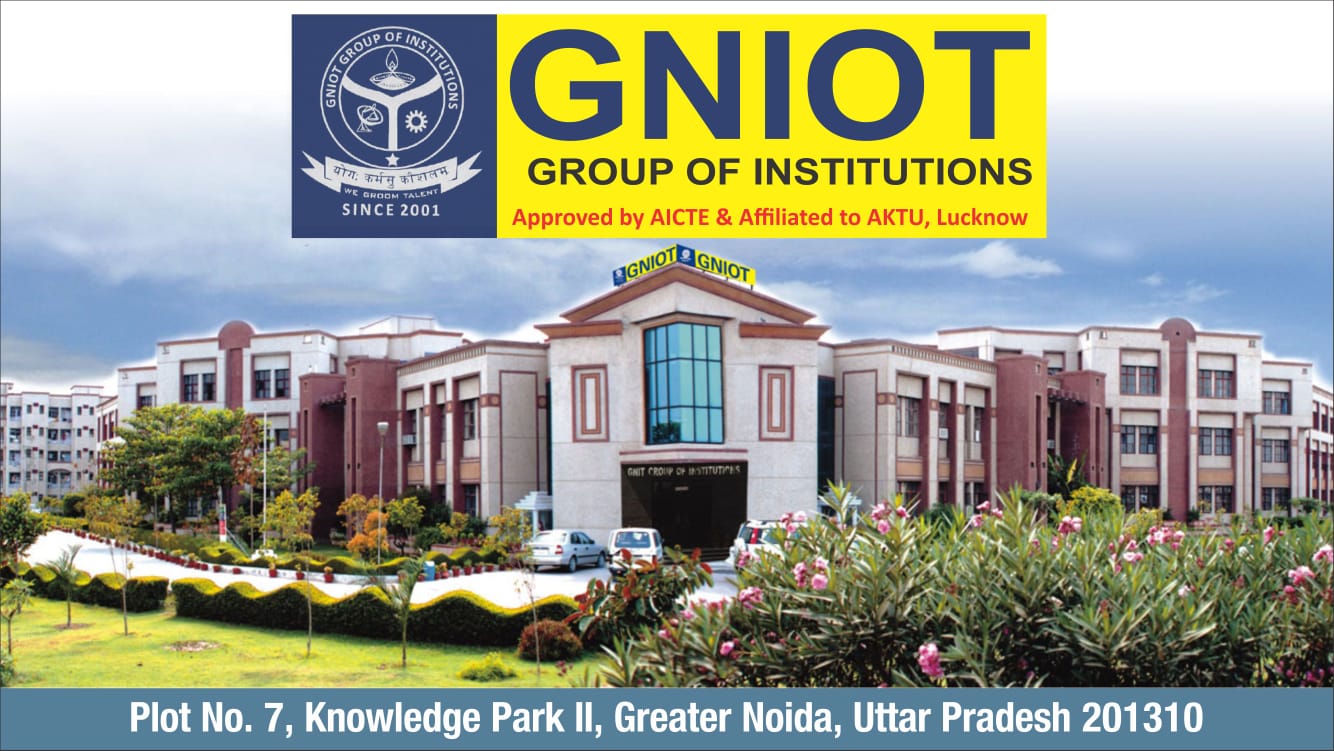 GNIOT GROUP OF INSTITUTIONS
योगः कर्मसु कौशलम
WE GROOM TALENT
SINCE 2001
GNIOT
GROUP OF INSTITUTIONS
Approved by AICTE & Affiliated to AKTU, Lucknow
GNIOT GNIOT
GNIT GROUP OF INSTITUTIONS
Plot No. 7, Knowledge Park II, Greater Noida, Uttar Pradesh 201310